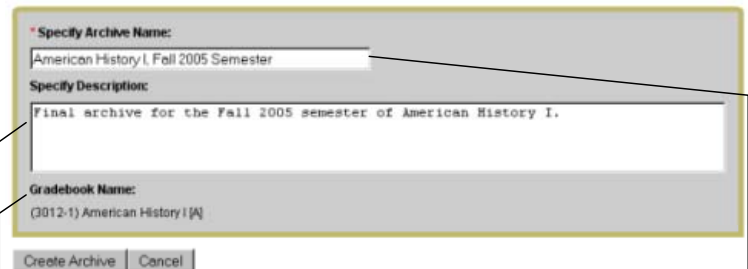 * Specify Archive Name:
American History I, Fall 2005 Semester
Specify Description:
Final archive for the Fall 2005 semester of American History I.
Gradebook Name:
(3012-1) American History I [A]
Create Archive Cancel